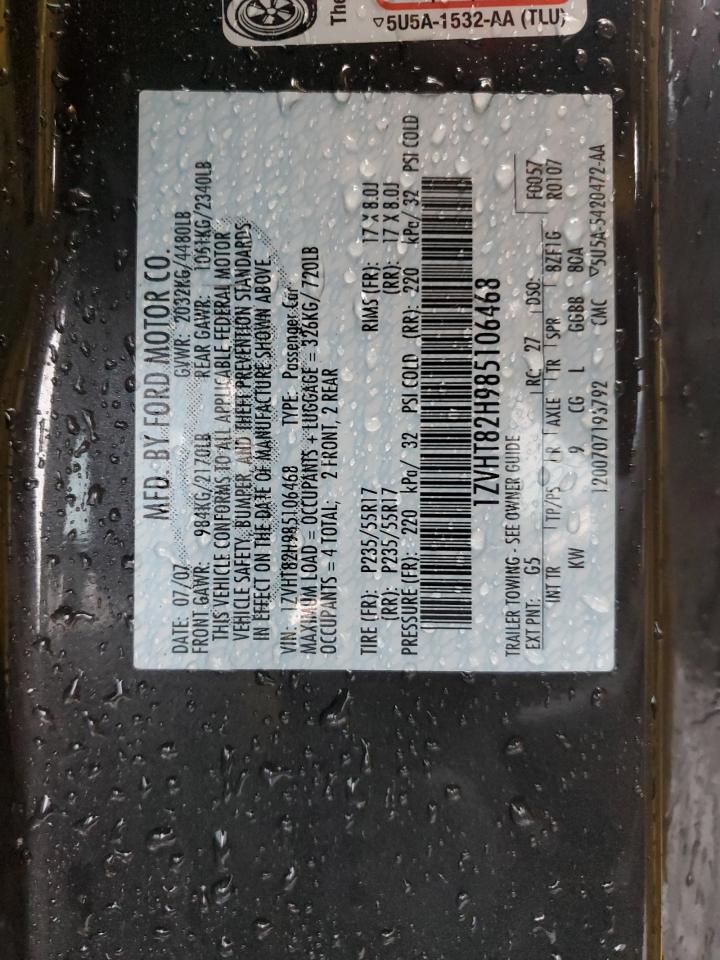 The
▽5U5A-1532-AA (TLU)
MFD. BY FORD MOTOR CO.
DATE: 07/07 GVWR: 2032KG/4480LB
FRONT GAWR: 984KG/2170LB REAR GAWR: 1061KG/2340LB
THIS VEHICLE CONFORMS TO ALL APPLICABLE FEDERAL MOTOR
VEHICLE SAFETY, BUMPER, AND THEFT PREVENTION STANDARDS
IN EFFECT ON THE DATE OF MANUFACTURE SHOWN ABOVE.
VIN: 1ZVHT82H985106468 TYPE: Passenger Car
MAXIMUM LOAD = OCCUPANTS + LUGGAGE = 326KG/ 720LB
OCCUPANTS = 4 TOTAL; 2 FRONT, 2 REAR
TIRE (FR): P235/55R17 RIMS (FR): 17 X 8.0J
(RR): P235/55R17 (RR): 17 X 8.0J
PRESSURE (FR): 220 kPa/ 32 PSI COLD (RR): 220 kPa/ 32 PSI COLD
1ZVHT82H985106468
TRAILER TOWING - SEE OWNER GUIDE
F0057
EXT PNT: G5 RC: 27 DSO: R0107
INT TR TP/PS R AXLE TR SPR 8ZF1G
KW 9 CG L GGBB 8CA
1200707193792 CMC ▽5U5A-5420472-AA